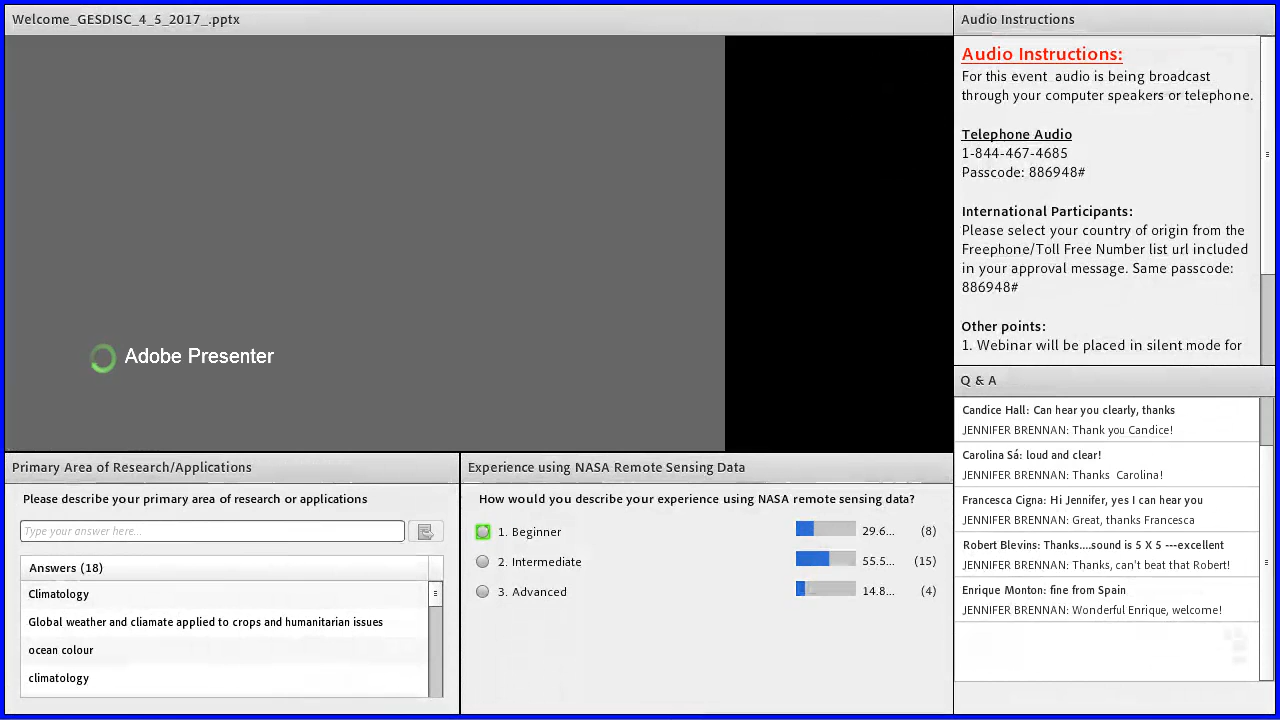 Welcome_GESDISC_4_5_2017_.pptx
Adobe Presenter
Primary Area of Research/Applications
Please describe your primary area of research or applications
Type your answer here...
Answers (18)
Climatology
Global weather and cliamate applied to crops and humanitarian issues
ocean colour
climatology
Experience using NASA Remote Sensing Data
How would you describe your experience using NASA remote sensing data?
1. Beginner 29.6... (8)
2. Intermediate 55.5... (15)
3. Advanced 14.8... (4)
Audio Instructions
Audio Instructions:
For this event audio is being broadcast
through your computer speakers or telephone.
Telephone Audio
1-844-467-4685
Passcode: 886948#
International Participants:
Please select your country of origin from the
Freephone/Toll Free Number list url included
in your approval message. Same passcode:
886948#
Other points:
1. Webinar will be placed in silent mode for
Q & A
Candice Hall: Can hear you clearly, thanks
JENNIFER BRENNAN: Thank you Candice!
Carolina Sá: loud and clear!
JENNIFER BRENNAN: Thanks Carolina!
Francesca Cigna: Hi Jennifer, yes I can hear you
JENNIFER BRENNAN: Great, thanks Francesca
Robert Blevins: Thanks....sound is 5 X 5 ---excellent
JENNIFER BRENNAN: Thanks, can't beat that Robert!
Enrique Monton: fine from Spain
JENNIFER BRENNAN: Wonderful Enrique, welcome!